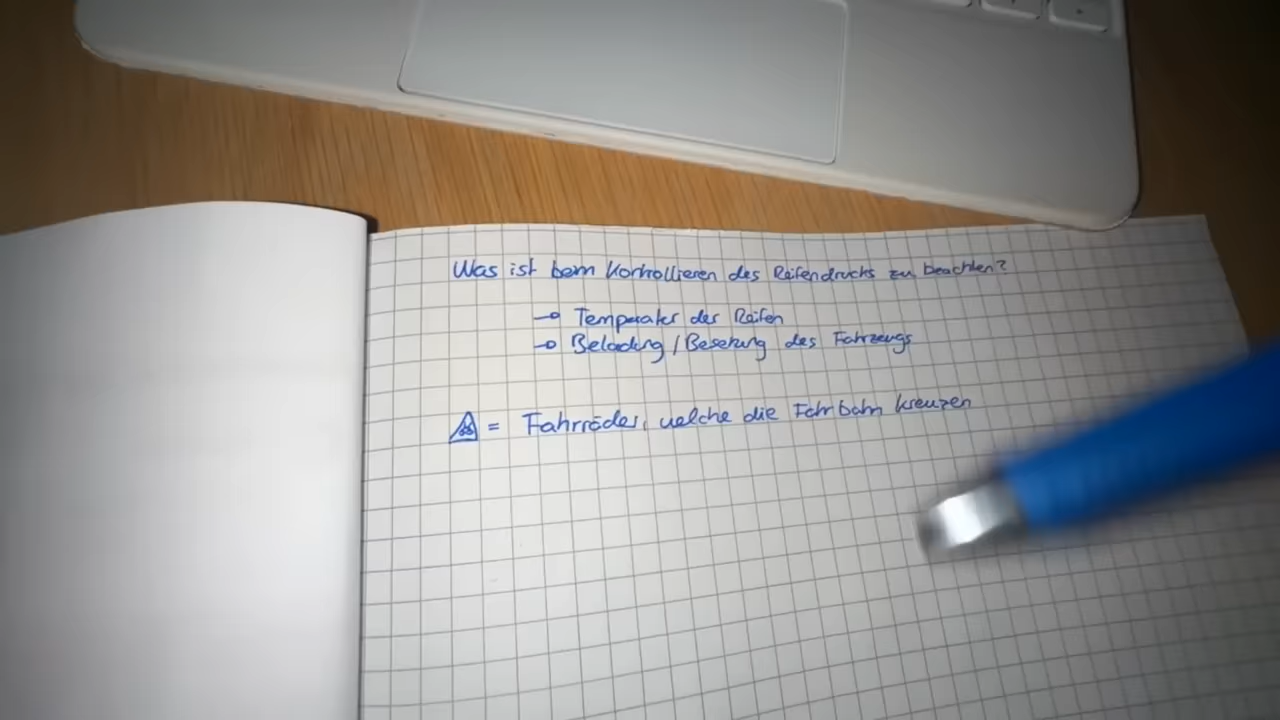 Was ist beim Kontrollieren des Reifendrucks zu beachten?
→ Temperatur der Reifen
→ Beladung / Besetzung des Fahrzeugs
= Fahrräder, welche die Fahrbahn kreuzen